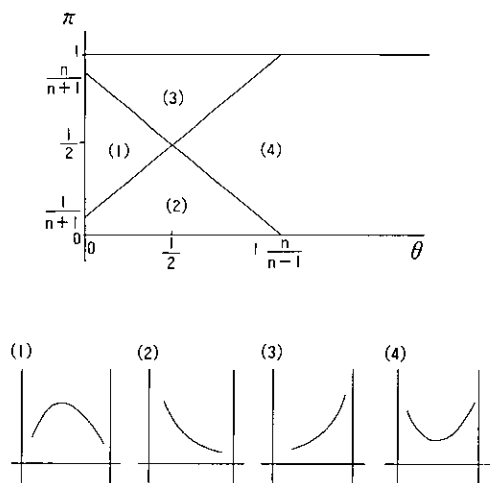 π
1
n/(n+1)
(3)
1/2
(1)
(4)
1/(n+1)
(2)
0
0
1/2
1
n/(n−1)
θ
(1)
(2)
(3)
(4)